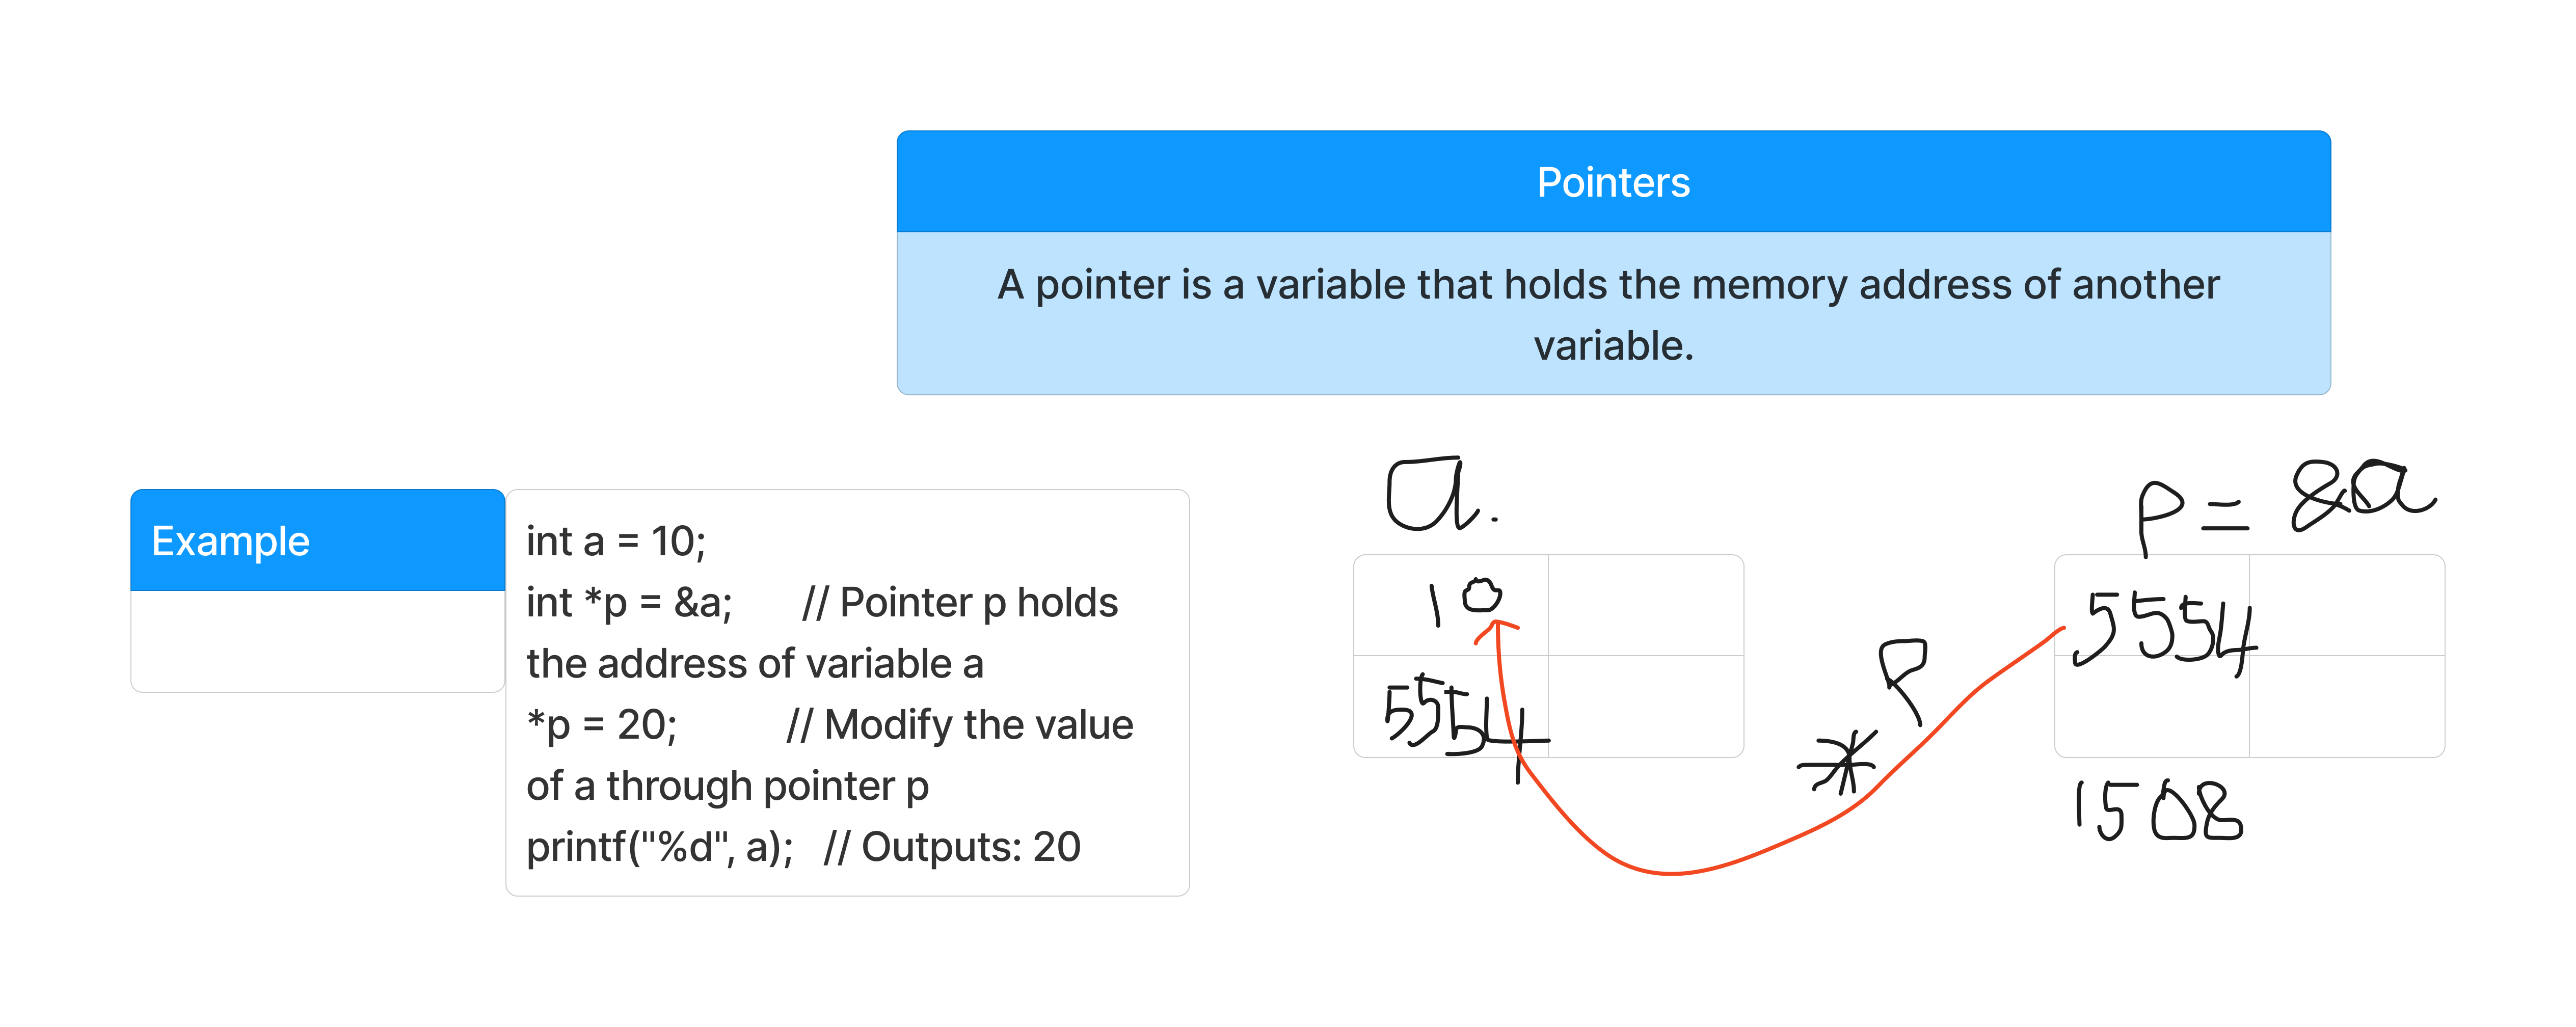 Pointers
A pointer is a variable that holds the memory address of another
variable.
Example
int a = 10;
int *p = &a;      // Pointer p holds
the address of variable a
*p = 20;          // Modify the value
of a through pointer p
printf("%d", a);   // Outputs: 20
a.
10
5554
*P
P = &a
5554
1508